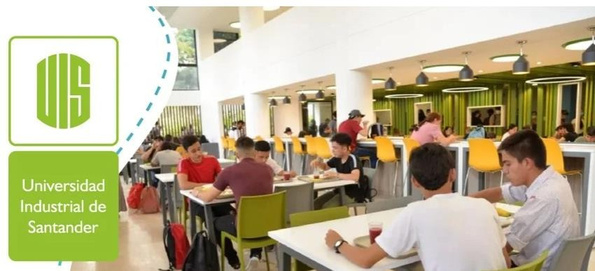 UIS
Universidad
Industrial de
Santander